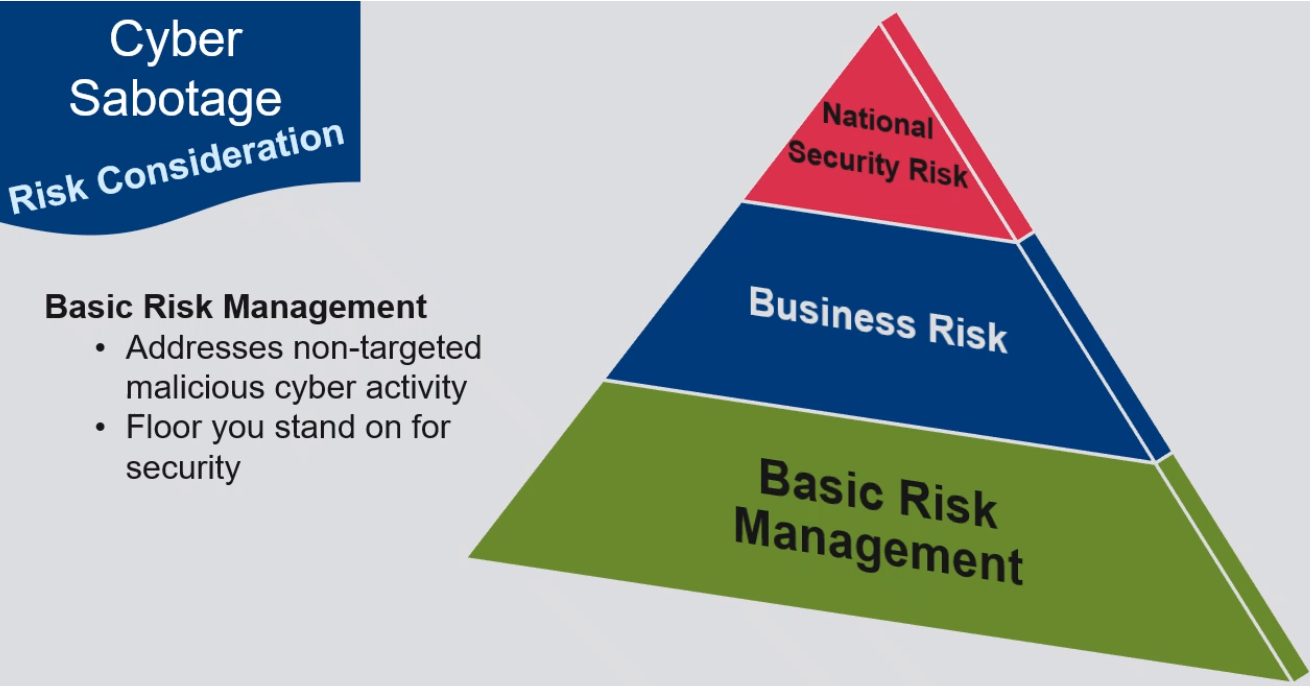 Cyber
Sabotage
Risk Consideration
Basic Risk Management
• Addresses non-targeted
malicious cyber activity
• Floor you stand on for
security
National
Security Risk
Business Risk
Basic Risk
Management